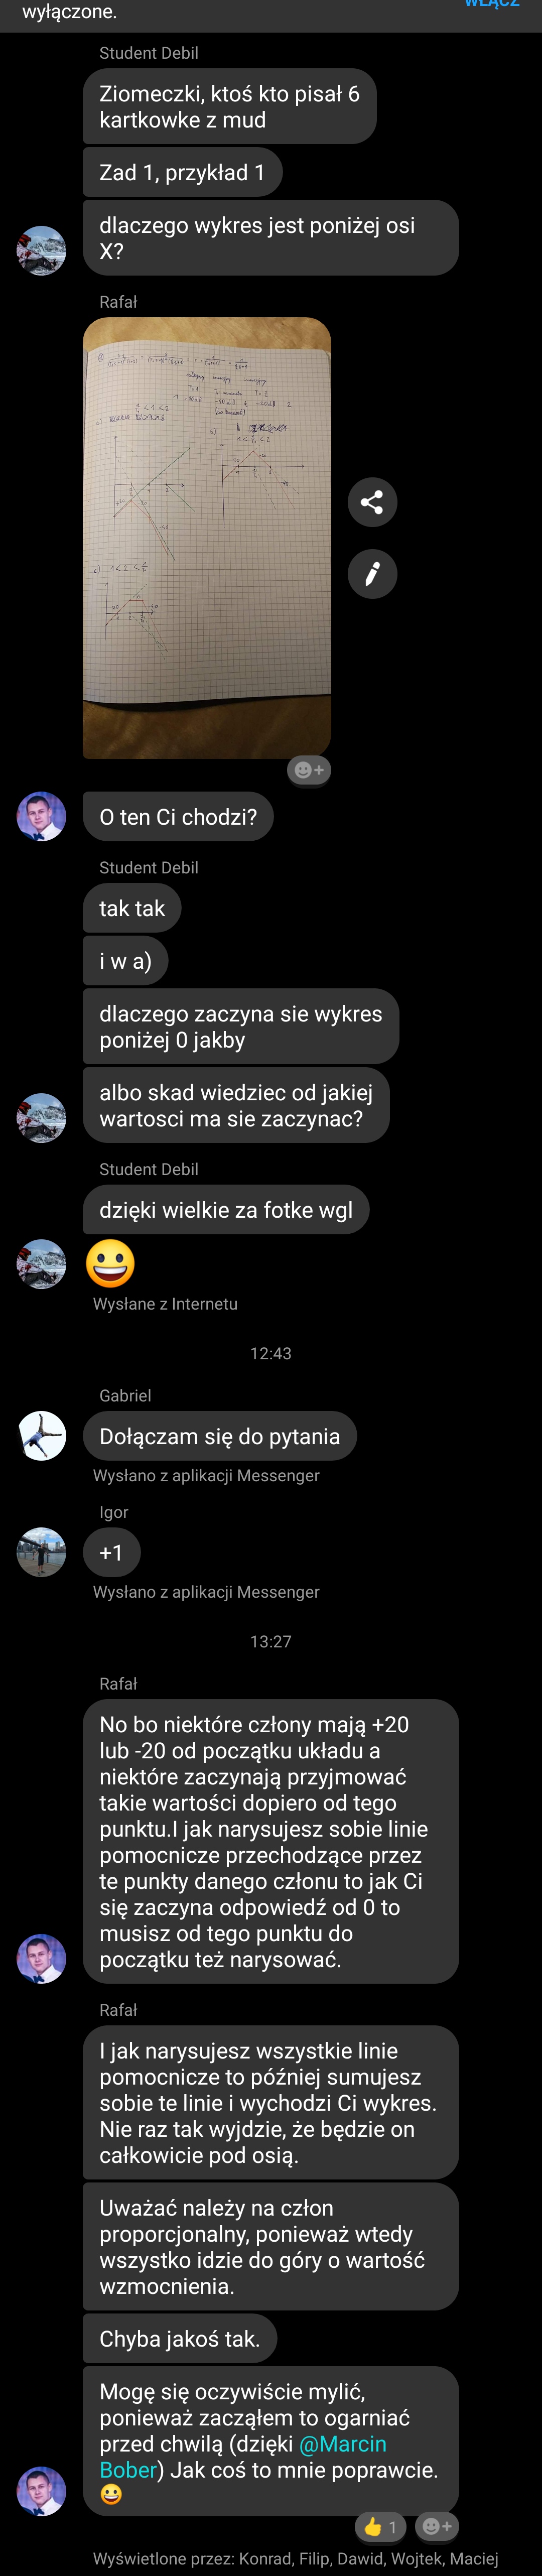 wyłączone.
WŁĄCZ
Student Debil
Ziomeczki, ktoś kto pisał 6
kartkowke z mud
Zad 1, przykład 1
dlaczego wykres jest poniżej osi
X?
Rafał
O ten Ci chodzi?
Student Debil
tak tak
i w a)
dlaczego zaczyna sie wykres
poniżej 0 jakby
albo skad wiedziec od jakiej
wartosci ma sie zaczynac?
Student Debil
dzięki wielkie za fotke wgl
Wysłane z Internetu
12:43
Gabriel
Dołączam się do pytania
Wysłano z aplikacji Messenger
Igor
+1
Wysłano z aplikacji Messenger
13:27
Rafał
No bo niektóre człony mają +20
lub -20 od początku układu a
niektóre zaczynają przyjmować
takie wartości dopiero od tego
punktu.I jak narysujesz sobie linie
pomocnicze przechodzące przez
te punkty danego członu to jak Ci
się zaczyna odpowiedź od 0 to
musisz od tego punktu do
początku też narysować.
Rafał
I jak narysujesz wszystkie linie
pomocnicze to później sumujesz
sobie te linie i wychodzi Ci wykres.
Nie raz tak wyjdzie, że będzie on
całkowicie pod osią.
Uważać należy na człon
proporcjonalny, ponieważ wtedy
wszystko idzie do góry o wartość
wzmocnienia.
Chyba jakoś tak.
Mogę się oczywiście mylić,
ponieważ zacząłem to ogarniać
przed chwilą (dzięki @Marcin
Bober) Jak coś to mnie poprawcie.
1
Wyświetlone przez: Konrad, Filip, Dawid, Wojtek, Maciej